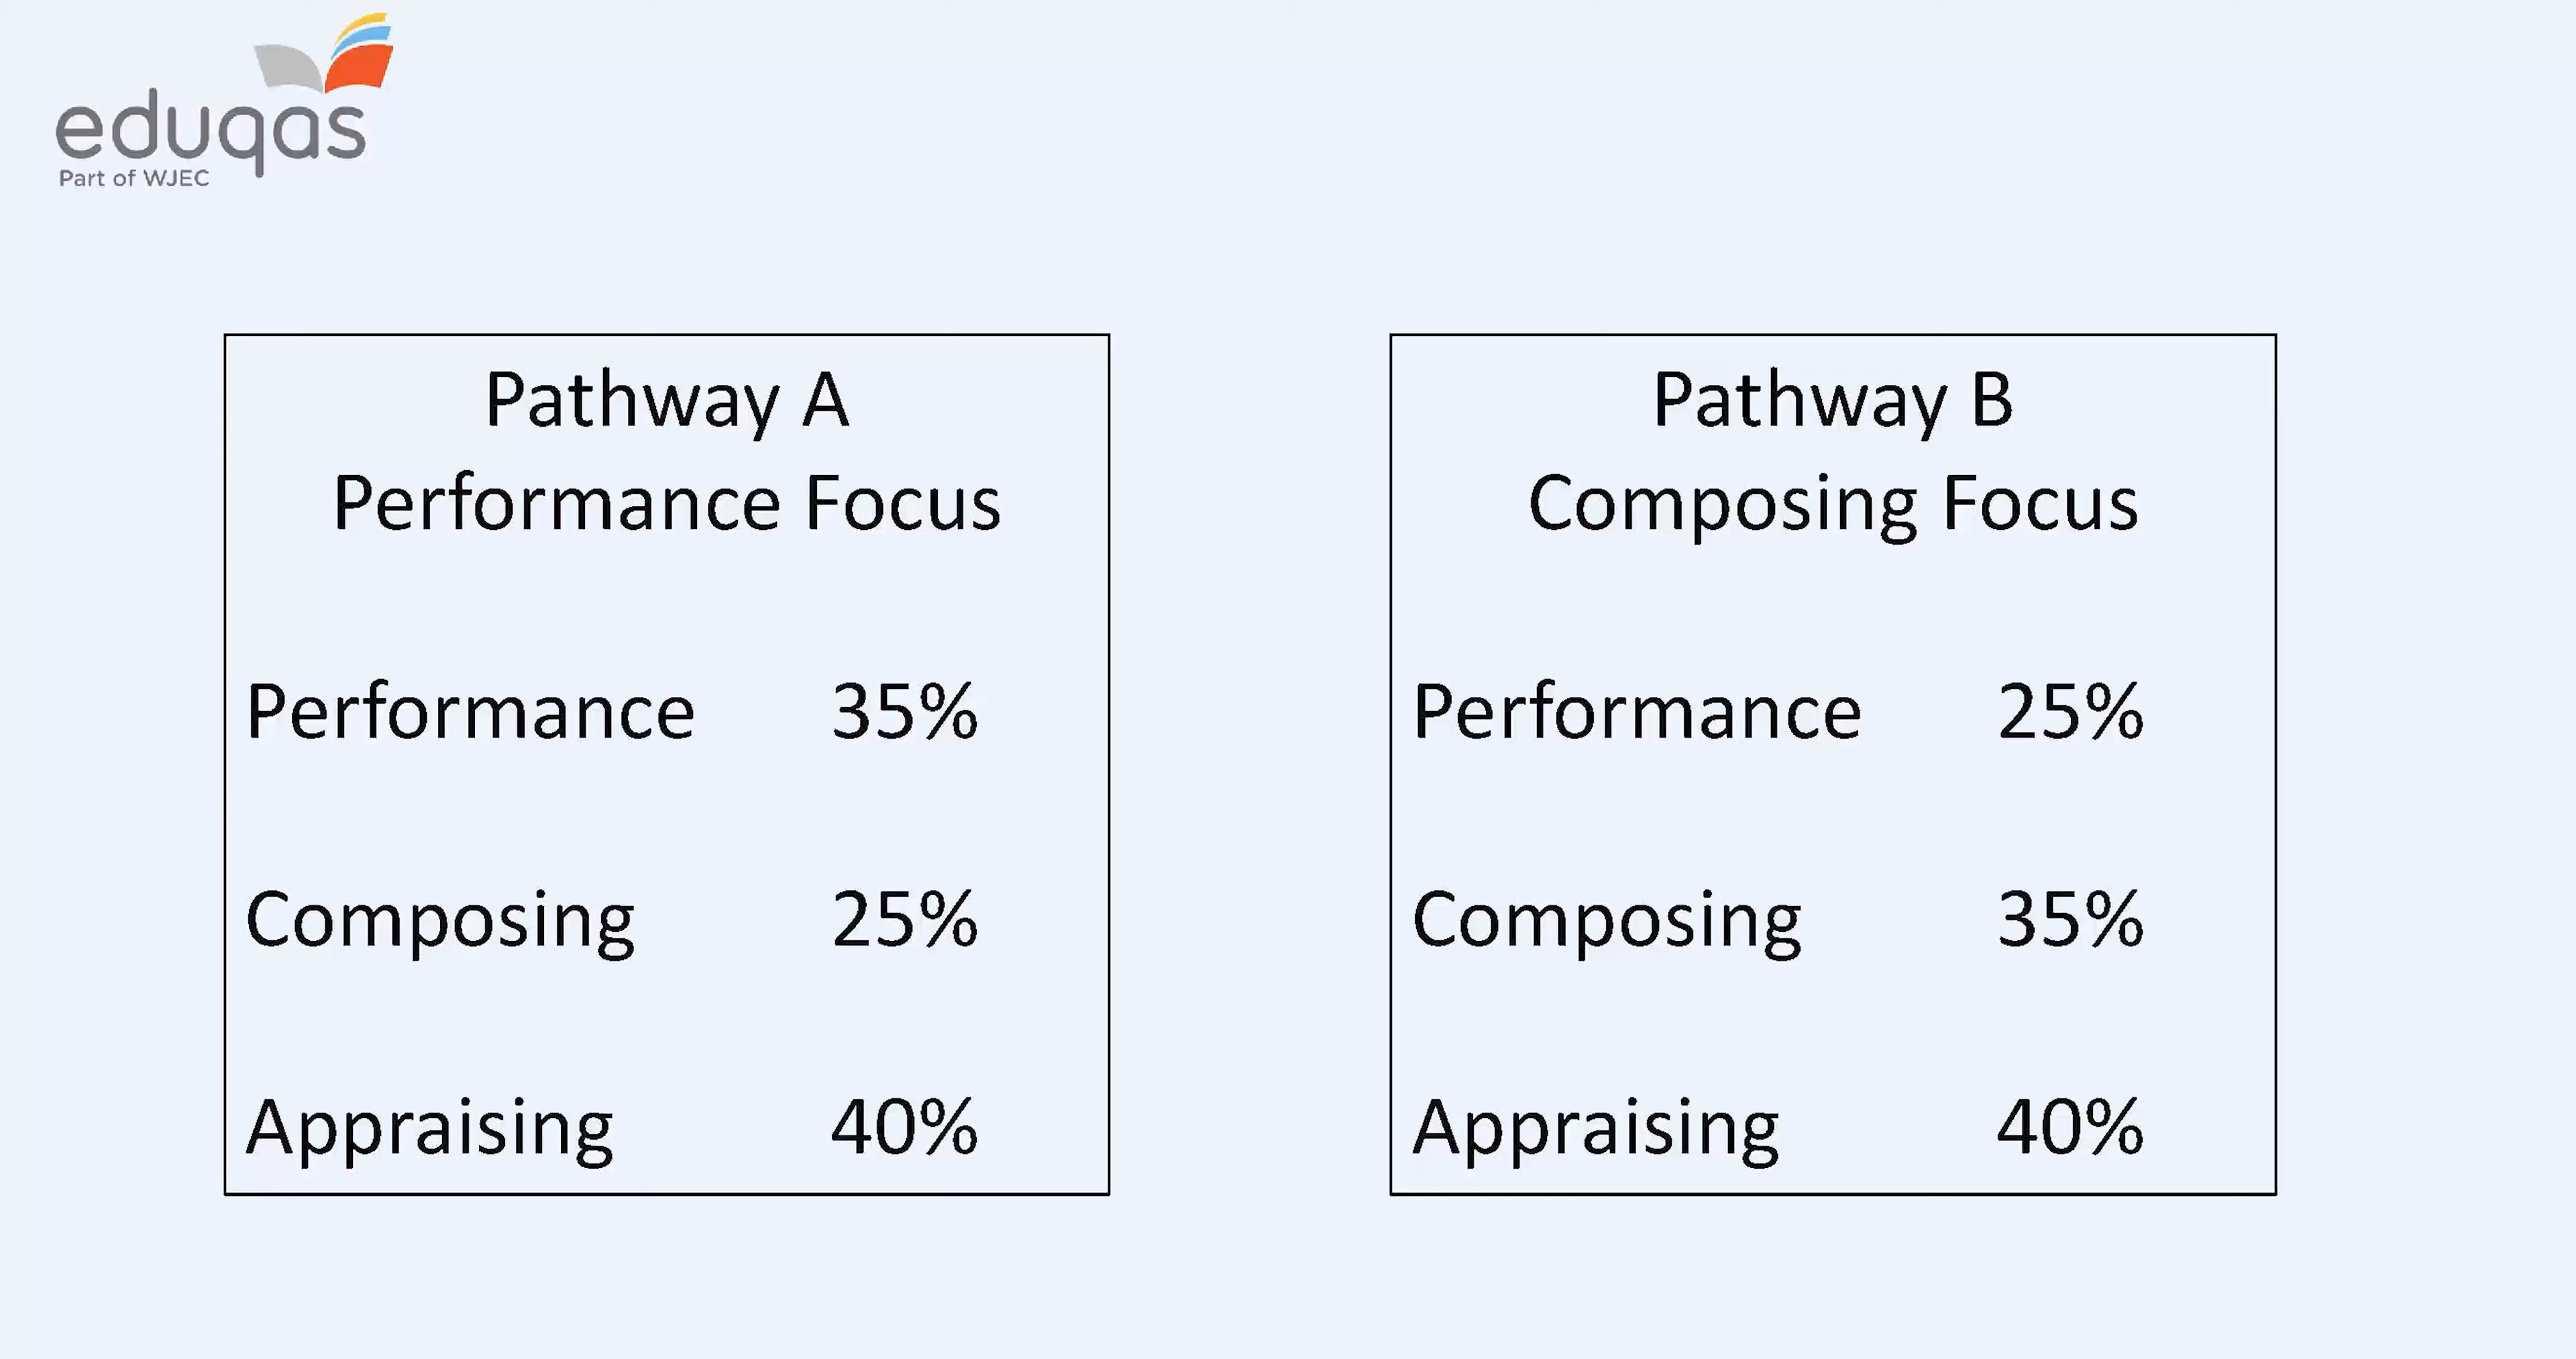 eduqas
Part of WJEC
Pathway A
Performance Focus
Performance 35%
Composing 25%
Appraising 40%
Pathway B
Composing Focus
Performance 25%
Composing 35%
Appraising 40%